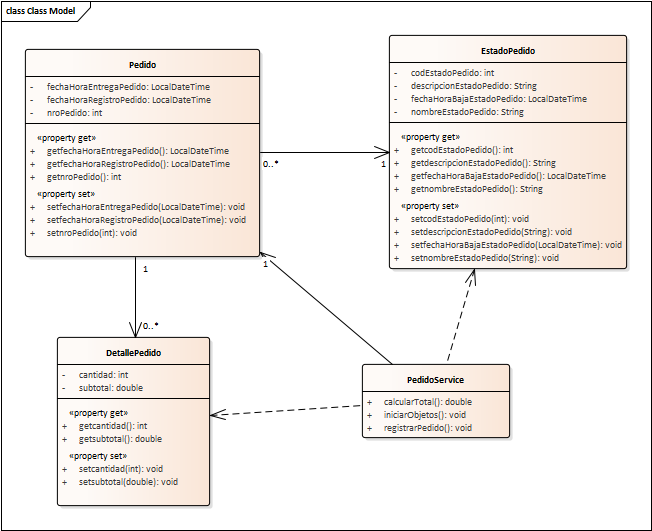 class Class Model
Pedido
- fechaHoraEntregaPedido: LocalDateTime
- fechaHoraRegistroPedido: LocalDateTime
- nroPedido: int
«property get»
+ getfechaHoraEntregaPedido(): LocalDateTime
+ getfechaHoraRegistroPedido(): LocalDateTime
+ getnroPedido(): int
«property set»
+ setfechaHoraEntregaPedido(LocalDateTime): void
+ setfechaHoraRegistroPedido(LocalDateTime): void
+ setnroPedido(int): void
EstadoPedido
- codEstadoPedido: int
- descripcionEstadoPedido: String
- fechaHoraBajaEstadoPedido: LocalDateTime
- nombreEstadoPedido: String
«property get»
+ getcodEstadoPedido(): int
+ getdescripcionEstadoPedido(): String
+ getfechaHoraBajaEstadoPedido(): LocalDateTime
+ getnombreEstadoPedido(): String
«property set»
+ setcodEstadoPedido(int): void
+ setdescripcionEstadoPedido(String): void
+ setfechaHoraBajaEstadoPedido(LocalDateTime): void
+ setnombreEstadoPedido(String): void
0..*
1
1
1
0..*
DetallePedido
- cantidad: int
- subtotal: double
«property get»
+ getcantidad(): int
+ getsubtotal(): double
«property set»
+ setcantidad(int): void
+ setsubtotal(double): void
PedidoService
+ calcularTotal(): double
+ iniciarObjetos(): void
+ registrarPedido(): void